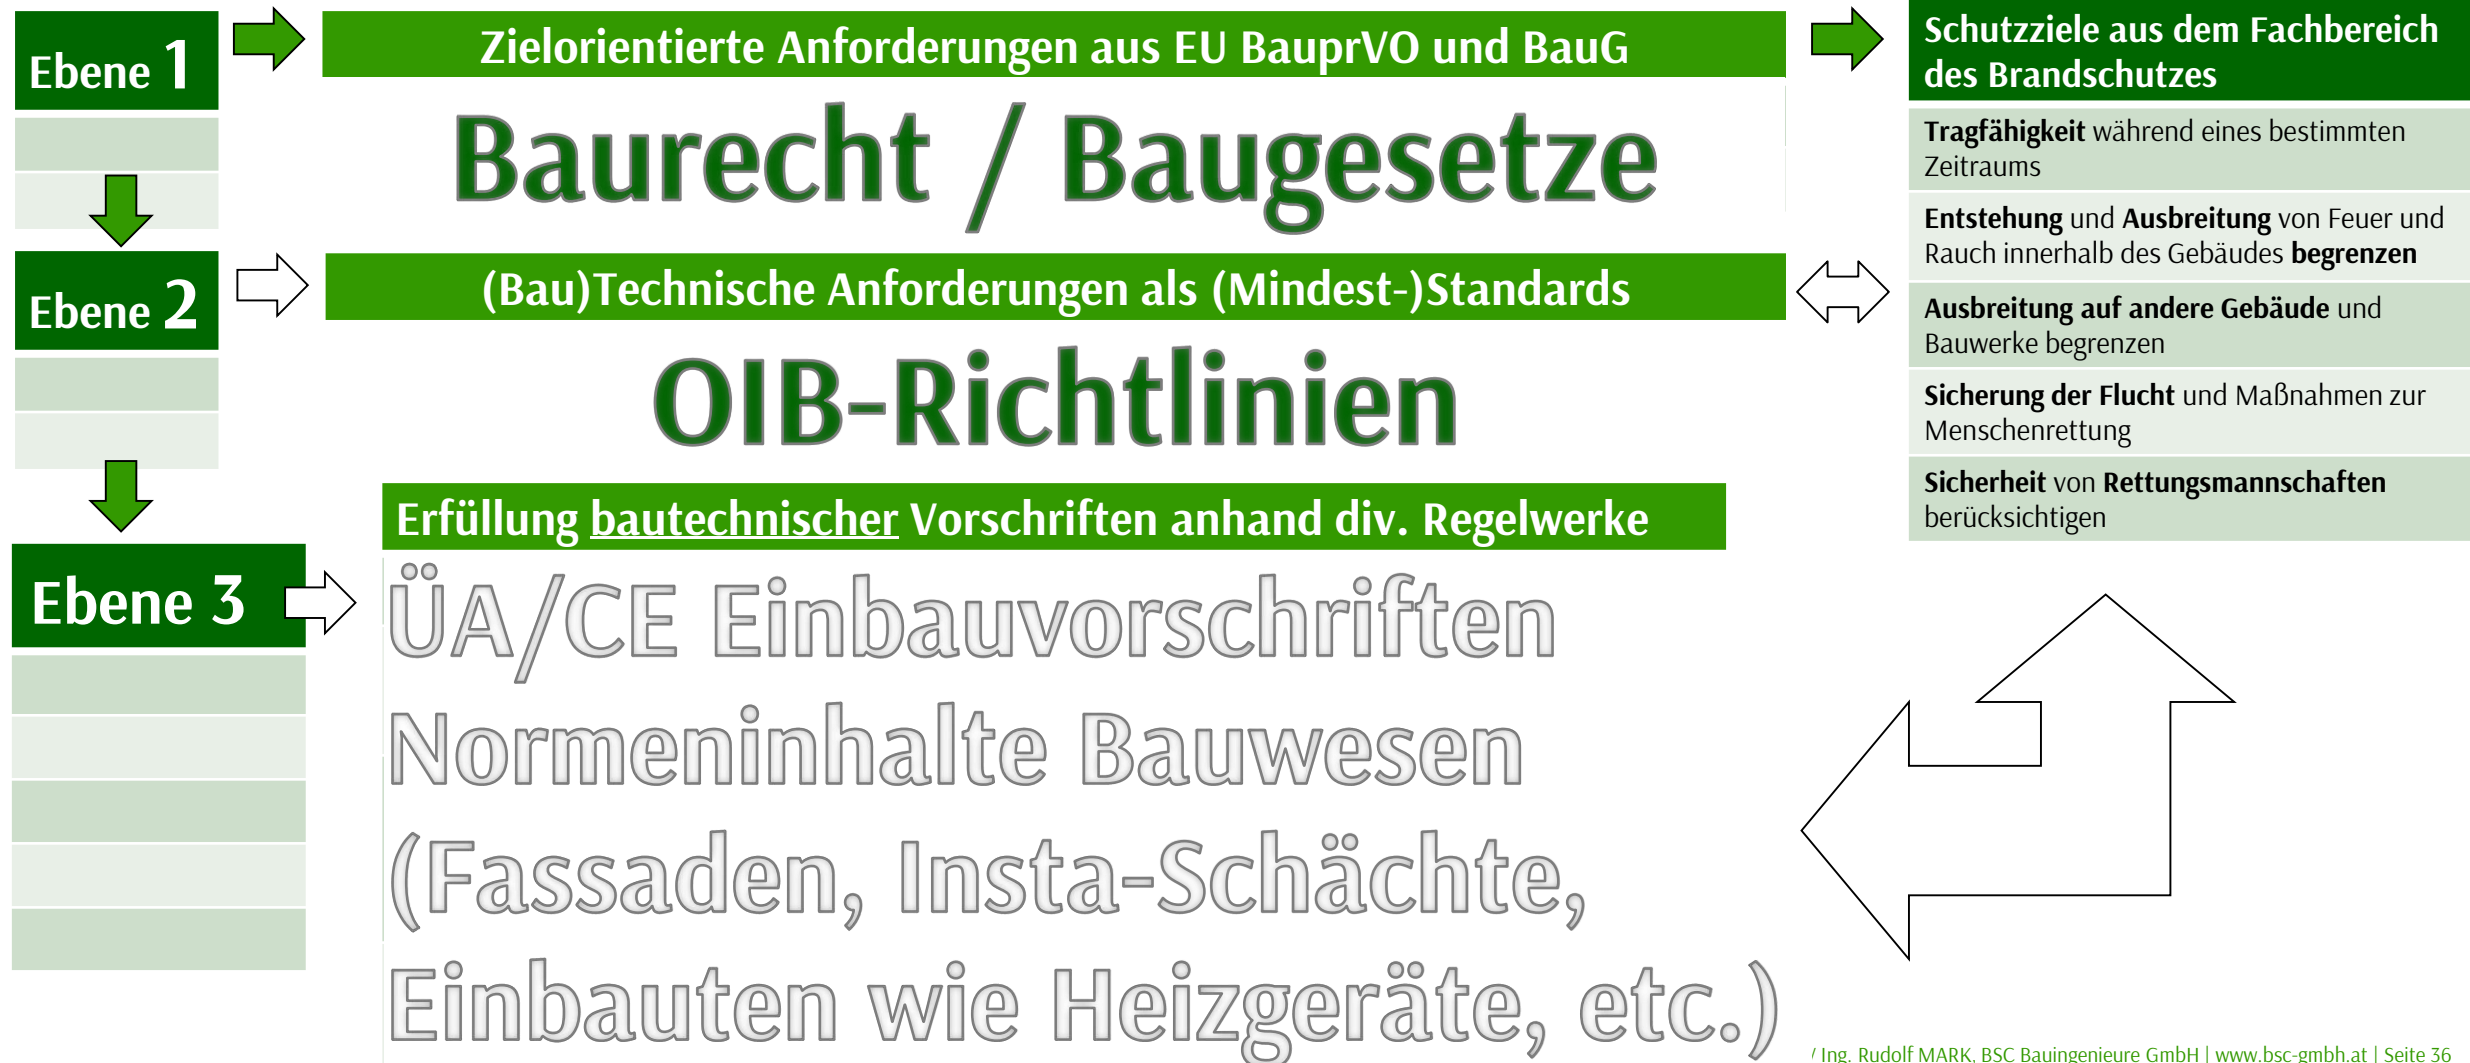 Ebene 1
Zielorientierte Anforderungen aus EU BauprVO und BauG
Baurecht / Baugesetze
Ebene 2
(Bau)Technische Anforderungen als (Mindest-)Standards
OIB-Richtlinien
Erfüllung bautechnischer Vorschriften anhand div. Regelwerke
Ebene 3
ÜA/CE Einbauvorschriften
Normeninhalte Bauwesen
(Fassaden, Insta-Schächte,
Einbauten wie Heizgeräte, etc.)
Schutzziele aus dem Fachbereich
des Brandschutzes
Tragfähigkeit während eines bestimmten
Zeitraums
Entstehung und Ausbreitung von Feuer und
Rauch innerhalb des Gebäudes begrenzen
Ausbreitung auf andere Gebäude und
Bauwerke begrenzen
Sicherung der Flucht und Maßnahmen zur
Menschenrettung
Sicherheit von Rettungsmannschaften
berücksichtigen
Ing. Rudolf MARK, BSC Bauingenieure GmbH | www.bsc-gmbh.at | Seite 36